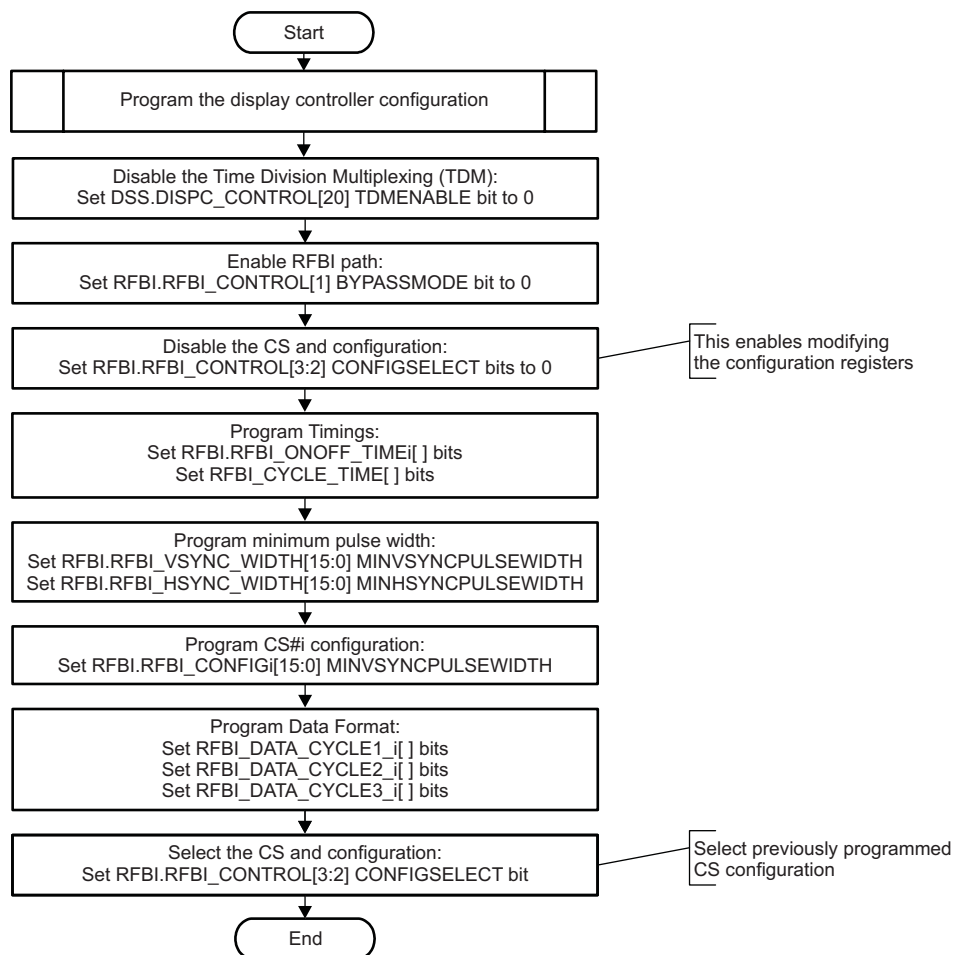 Start
Program the display controller configuration
Disable the Time Division Multiplexing (TDM):
Set DSS.DISPC_CONTROL[20] TDMENABLE bit to 0
Enable RFBI path:
Set RFBI.RFBI_CONTROL[1] BYPASSMODE bit to 0
Disable the CS and configuration:
Set RFBI.RFBI_CONTROL[3:2] CONFIGSELECT bits to 0
This enables modifying
the configuration registers
Program Timings:
Set RFBI.RFBI_ONOFF_TIMEi[ ] bits
Set RFBI_CYCLE_TIME[ ] bits
Program minimum pulse width:
Set RFBI.RFBI_VSYNC_WIDTH[15:0] MINVSYNCPULSEWIDTH
Set RFBI.RFBI_HSYNC_WIDTH[15:0] MINHSYNCPULSEWIDTH
Program CS#i configuration:
Set RFBI.RFBI_CONFIGi[15:0] MINVSYNCPULSEWIDTH
Program Data Format:
Set RFBI_DATA_CYCLE1_i[ ] bits
Set RFBI_DATA_CYCLE2_i[ ] bits
Set RFBI_DATA_CYCLE3_i[ ] bits
Select the CS and configuration:
Set RFBI.RFBI_CONTROL[3:2] CONFIGSELECT bit
Select previously programmed
CS configuration
End